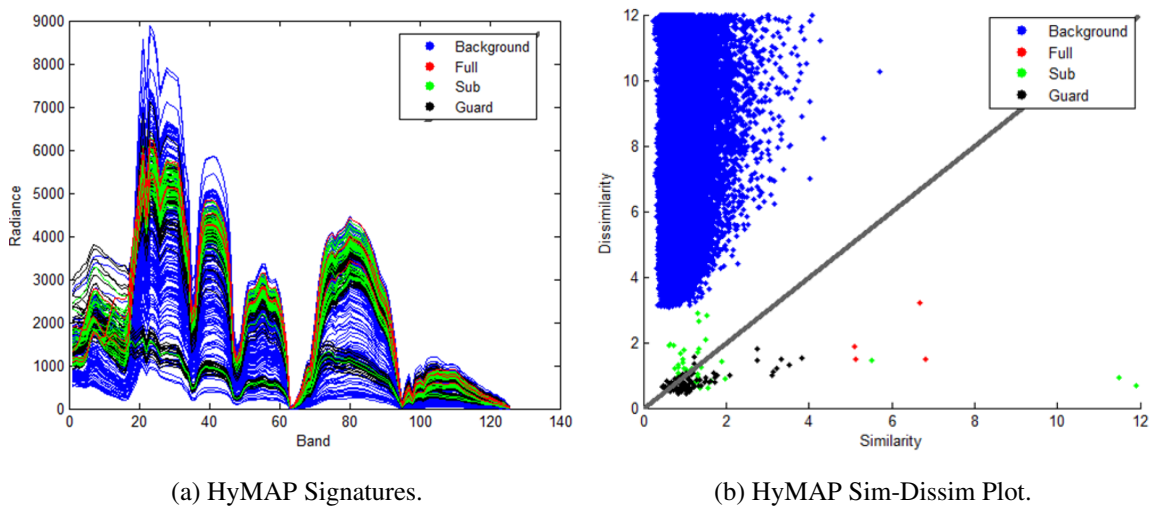 9000
8000
7000
6000
5000
4000
3000
2000
1000
0
Radiance
0 20 40 60 80 100 120 140
Band
Background
Full
Sub
Guard
12
10
8
6
4
2
0
Dissimilarity
0 2 4 6 8 10 12
Similarity
Background
Full
Sub
Guard
(a) HyMAP Signatures.
(b) HyMAP Sim-Dissim Plot.